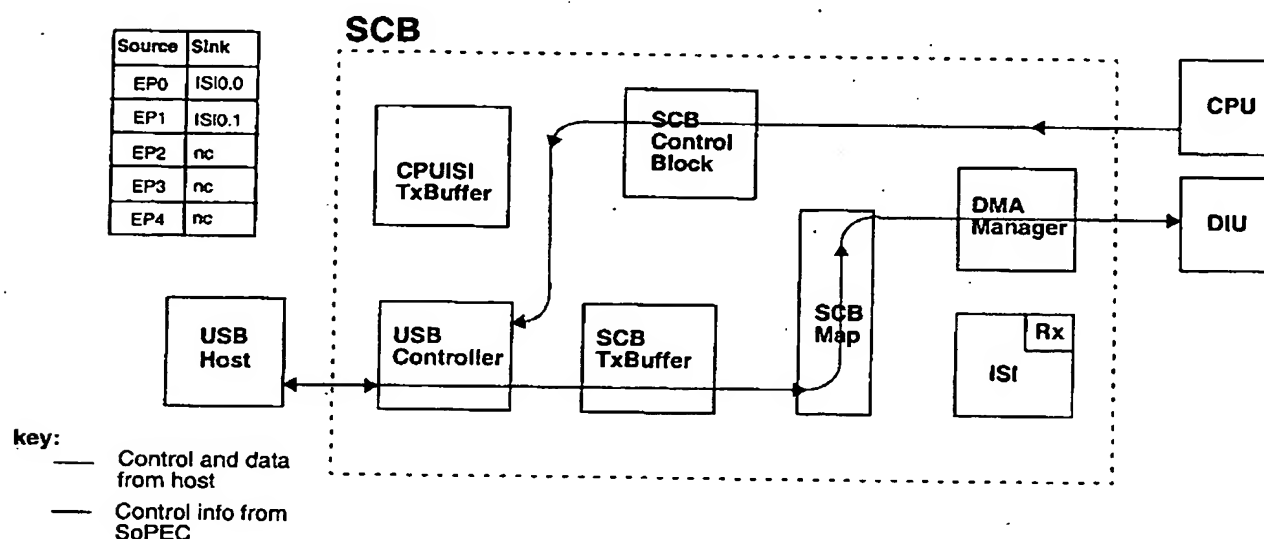 SCB
Source Sink
EP0 ISI0.0
EP1 ISI0.1
EP2 nc
EP3 nc
EP4 nc
CPUISI
TxBuffer
SCB
Control
Block
CPU
DMA
Manager
DIU
USB
Host
USB
Controller
SCB
TxBuffer
SCB
Map
Rx
ISI
key:
Control and data
from host
Control info from
SoPEC